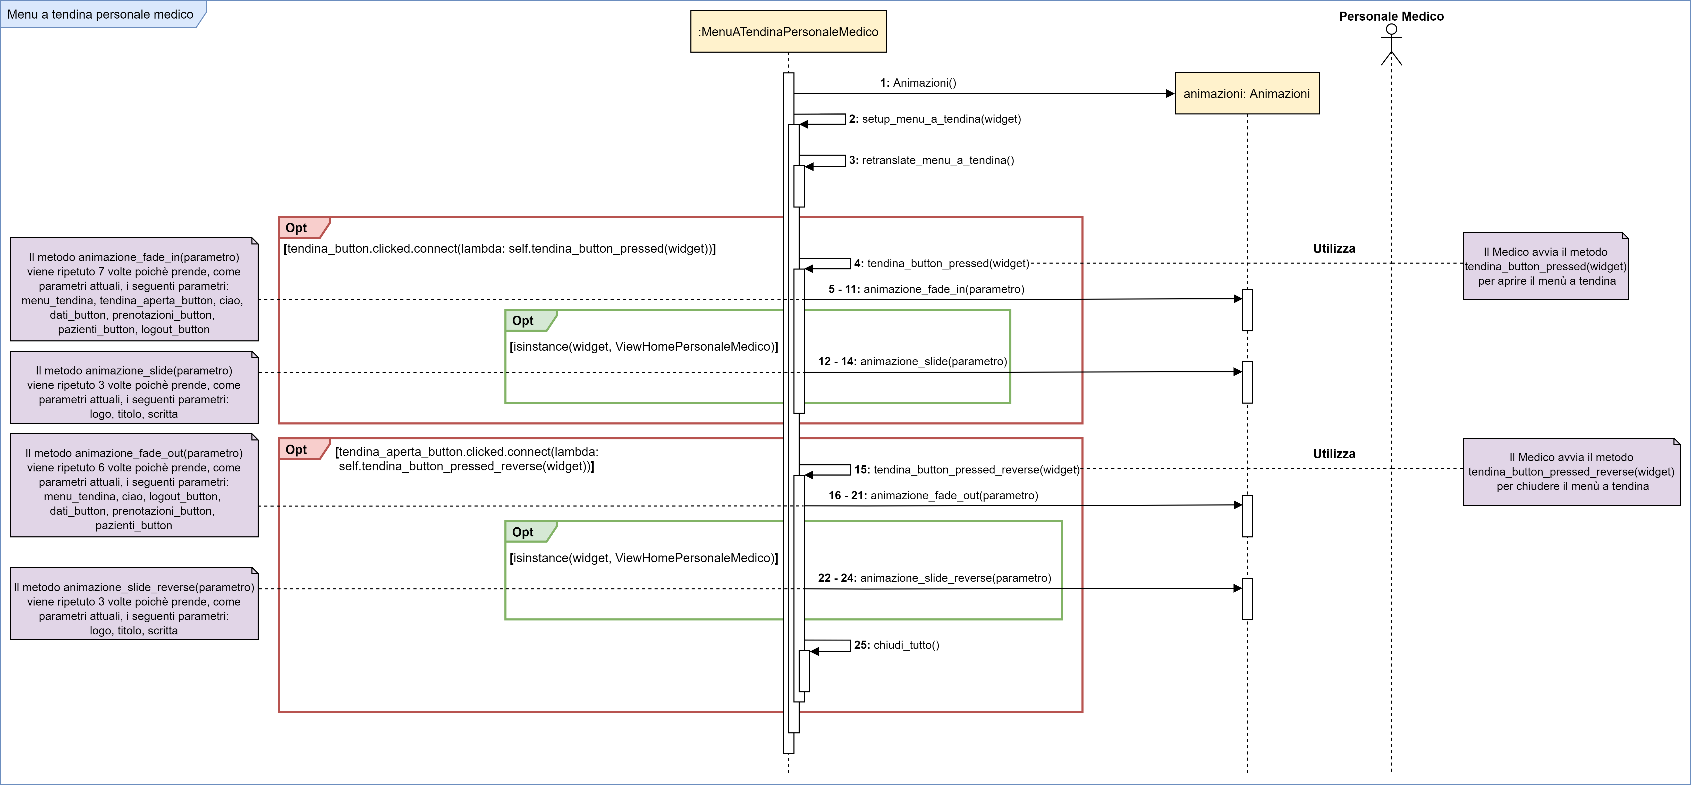 Menu a tendina personale medico
:MenuATendinaPersonaleMedico
Personale Medico
1: Animazioni()
animazioni: Animazioni
2: setup_menu_a_tendina(widget)
3: retranslate_menu_a_tendina()
Opt
[tendina_button.clicked.connect(lambda: self.tendina_button_pressed(widget))]
Utilizza
4: tendina_button_pressed(widget)
Il Medico avvia il metodo
tendina_button_pressed(widget)
per aprire il menù a tendina
Il metodo animazione_fade_in(parametro)
viene ripetuto 7 volte poichè prende, come
parametri attuali, i seguenti parametri:
menu_tendina, tendina_aperta_button, ciao,
dati_button, prenotazioni_button,
pazienti_button, logout_button
5 - 11: animazione_fade_in(parametro)
Opt
[isinstance(widget, ViewHomePersonaleMedico)]
12 - 14: animazione_slide(parametro)
Il metodo animazione_slide(parametro)
viene ripetuto 3 volte poichè prende, come
parametri attuali, i seguenti parametri:
logo, titolo, scritta
Opt
[tendina_aperta_button.clicked.connect(lambda:
self.tendina_button_pressed_reverse(widget))]
Utilizza
15: tendina_button_pressed_reverse(widget)
Il Medico avvia il metodo
tendina_button_pressed_reverse(widget)
per chiudere il menù a tendina
Il metodo animazione_fade_out(parametro)
viene ripetuto 6 volte poichè prende, come
parametri attuali, i seguenti parametri:
menu_tendina, ciao, logout_button,
dati_button, prenotazioni_button,
pazienti_button
16 - 21: animazione_fade_out(parametro)
Opt
[isinstance(widget, ViewHomePersonaleMedico)]
22 - 24: animazione_slide_reverse(parametro)
Il metodo animazione_slide_reverse(parametro)
viene ripetuto 3 volte poichè prende, come
parametri attuali, i seguenti parametri:
logo, titolo, scritta
25: chiudi_tutto()